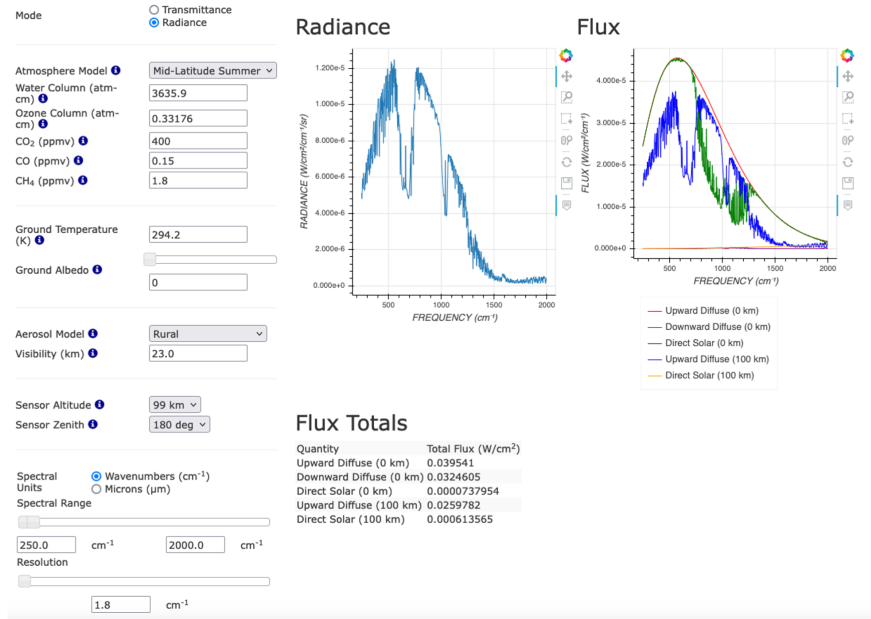 Mode
Transmittance
Radiance
Atmosphere Model
Mid-Latitude Summer
Water Column (atm-
cm)
3635.9
Ozone Column (atm-
cm)
0.33176
CO2 (ppmv)
400
CO (ppmv)
0.15
CH4 (ppmv)
1.8
Ground Temperature
(K)
294.2
Ground Albedo
0
Aerosol Model
Rural
Visibility (km)
23.0
Sensor Altitude
99 km
Sensor Zenith
180 deg
Spectral
Units
Wavenumbers (cm-1)
Microns (μm)
Spectral Range
250.0 cm-1 2000.0 cm-1
Resolution
1.8 cm-1
Radiance
1.200e-5
1.000e-5
8.000e-6
6.000e-6
4.000e-6
2.000e-6
0.000e+0
RADIANCE (W/cm²/cm⁻¹/sr)
500 1000 1500 2000
FREQUENCY (cm⁻¹)
Flux
4.000e-5
3.000e-5
2.000e-5
1.000e-5
0.000e+0
FLUX (W/cm²/cm⁻¹)
500 1000 1500 2000
FREQUENCY (cm⁻¹)
Upward Diffuse (0 km)
Downward Diffuse (0 km)
Direct Solar (0 km)
Upward Diffuse (100 km)
Direct Solar (100 km)
Flux Totals
Quantity Total Flux (W/cm2)
Upward Diffuse (0 km) 0.039541
Downward Diffuse (0 km) 0.0324605
Direct Solar (0 km) 0.0000737954
Upward Diffuse (100 km) 0.0259782
Direct Solar (100 km) 0.000613565